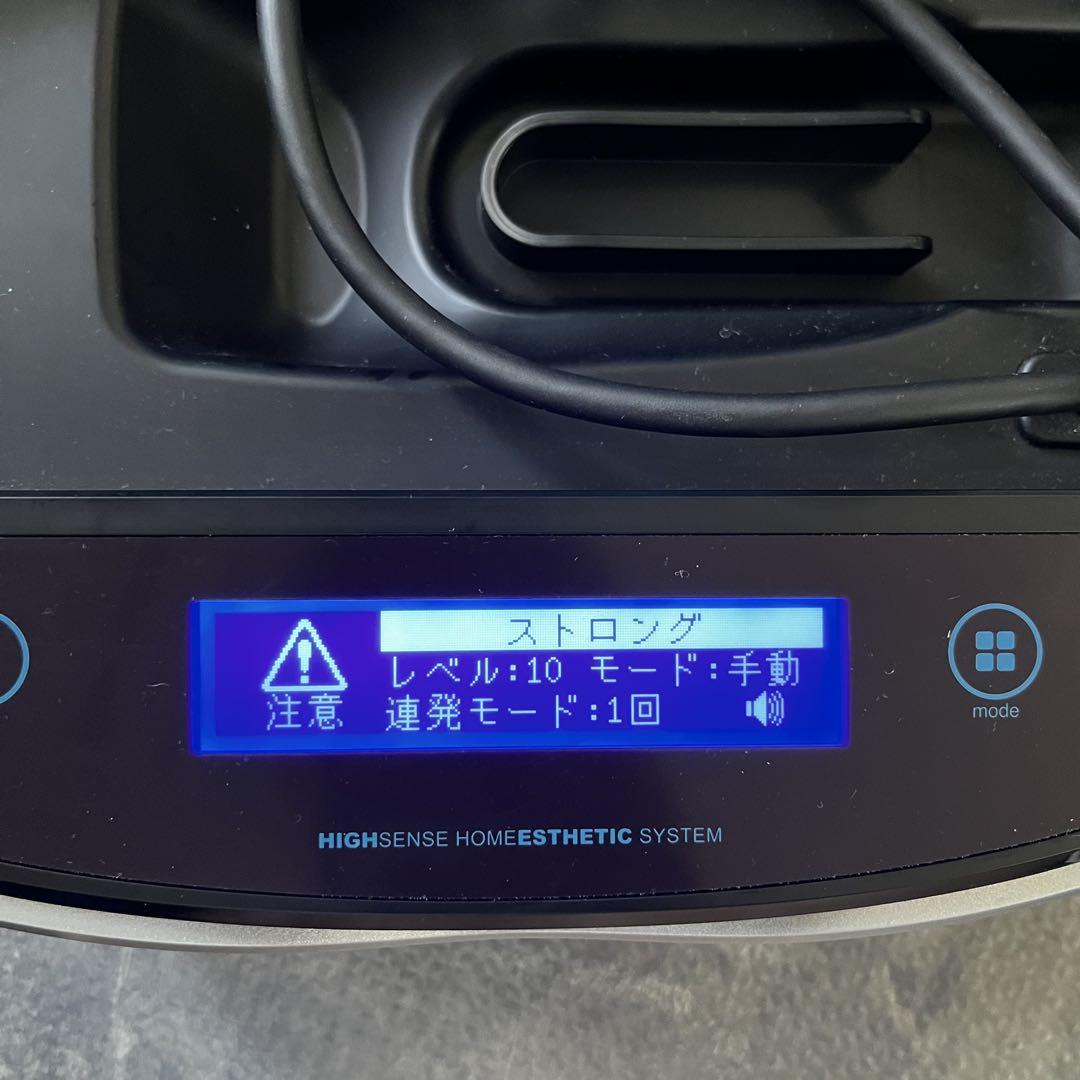 ストロング
レベル:10 モード:手動
注意 連発モード:1回
mode
HIGHSENSE HOMEESTHETIC SYSTEM